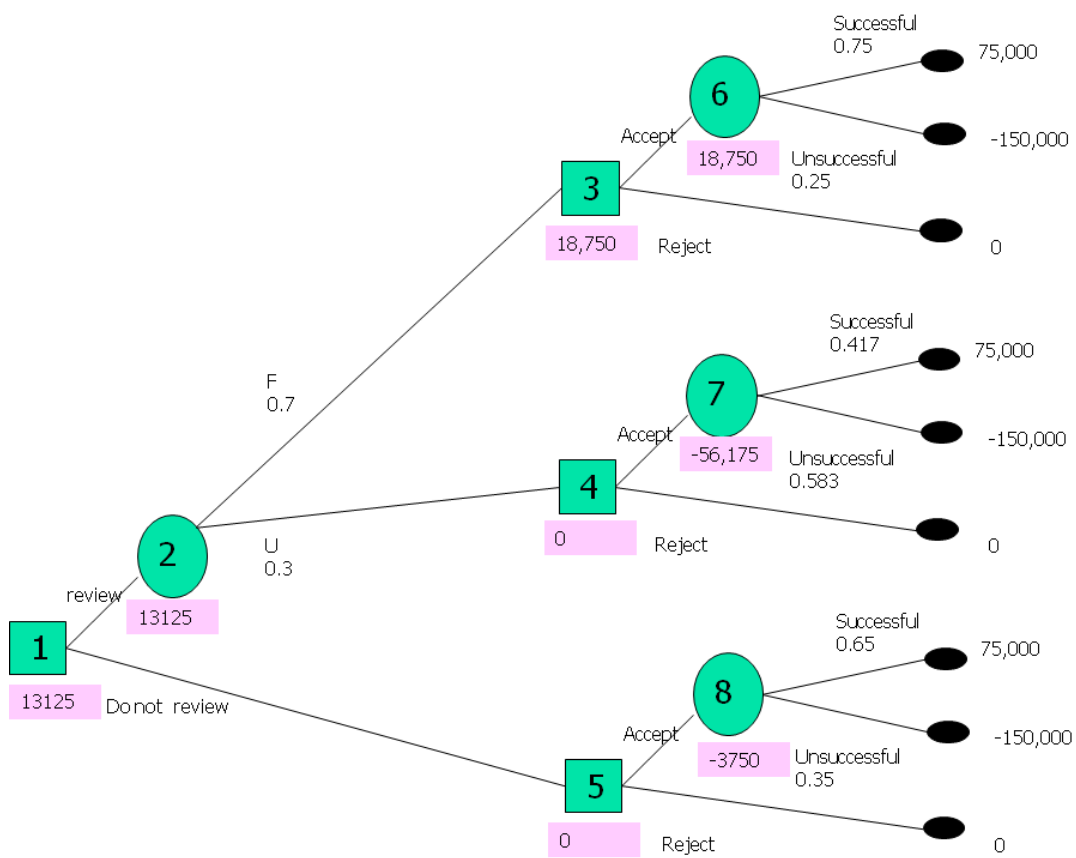 Successful
0.75
75,000
6
Accept
-150,000
18,750
Unsuccessful
0.25
3
18,750
Reject
0
Successful
0.417
75,000
F
0.7
7
Accept
-150,000
-56,175
Unsuccessful
0.583
4
0
Reject
0
2
U
0.3
review
13125
1
13125
Do not review
Successful
0.65
75,000
8
Accept
-150,000
-3750
Unsuccessful
0.35
5
0
Reject
0